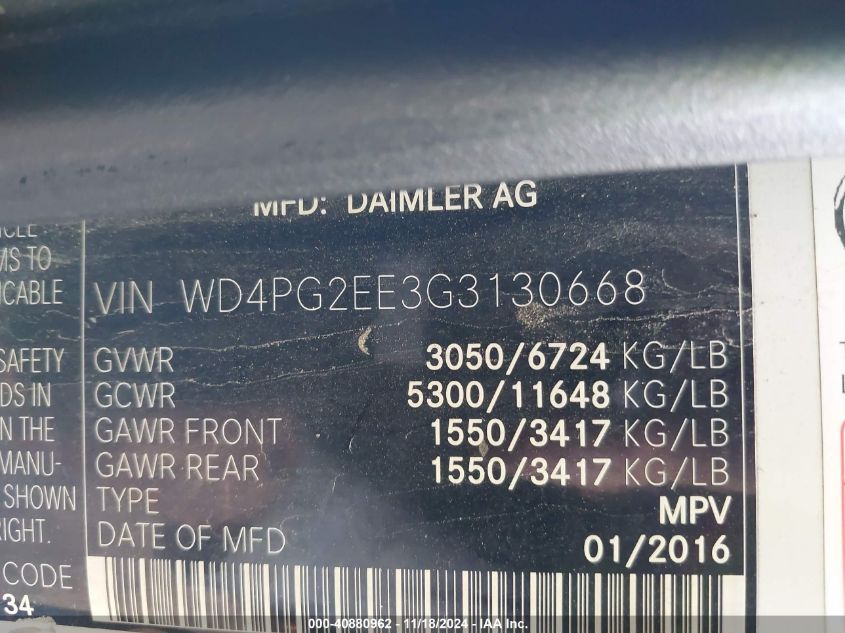 MFD: DAIMLER AG
MS TO
ICABLE
VIN WD4PG2EE3G3130668
SAFETY
GVWR 3050/6724 KG/LB
DS IN
GCWR 5300/11648 KG/LB
N THE
GAWR FRONT 1550/3417 KG/LB
MANU-
GAWR REAR 1550/3417 KG/LB
SHOWN
TYPE MPV
RIGHT.
DATE OF MFD 01/2016
CODE
34
000-40880962 - 11/18/2024 - IAA Inc.